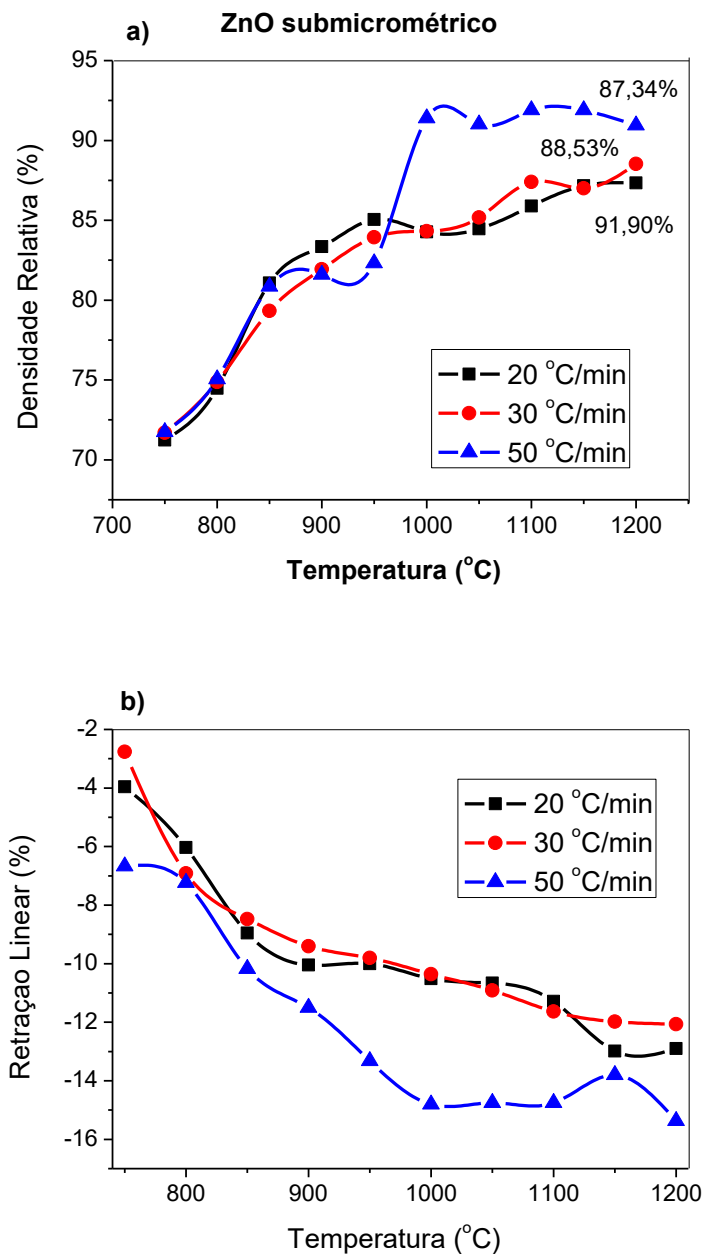 ZnO submicrométrico
a)
95
90
85
80
75
70
Densidade Relativa (%)
87,34%
88,53%
91,90%
20 °C/min
30 °C/min
50 °C/min
700 800 900 1000 1100 1200
Temperatura (°C)
b)
-2
-4
-6
-8
-10
-12
-14
-16
Retraçao Linear (%)
20 °C/min
30 °C/min
50 °C/min
800 900 1000 1100 1200
Temperatura (°C)